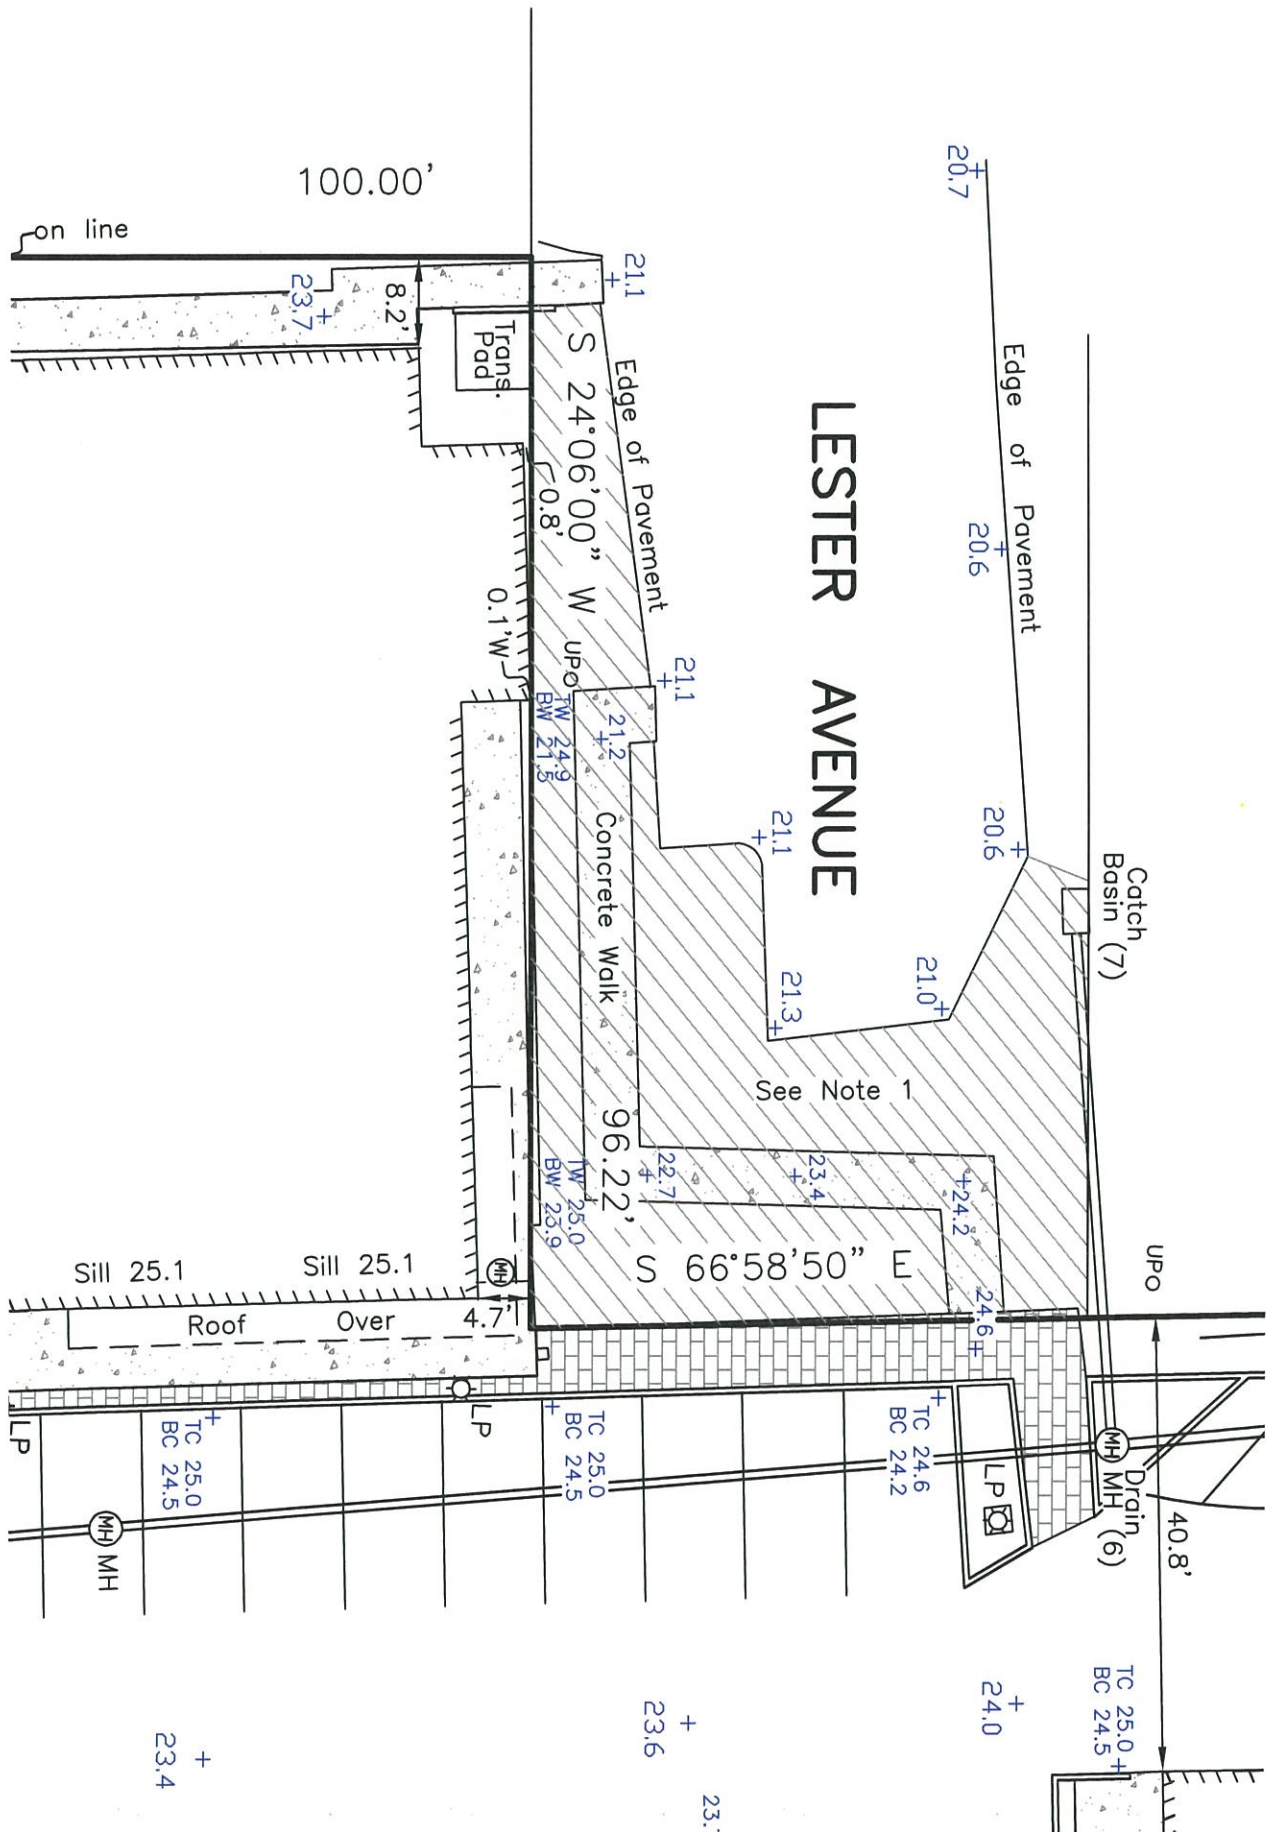 100.00'
on line
20.7
21.1
23.7
8.2'
Trans.
Pad
Edge of Pavement
S 24°06'00" W
0.8'
0.1'W
UPO
LESTER AVENUE
Edge of Pavement
20.6
20.6
21.1
TW 24.9
BW 21.5
21.2
21.1
Concrete Walk
21.3
21.0
Catch
Basin (7)
See Note 1
96.22'
TW 25.0
BW 23.9
22.7
23.4
24.2
S 66°58'50" E
24.6
UPO
Sill 25.1
Sill 25.1
MH
4.7'
Roof Over
LP
LP
TC 25.0
BC 24.5
TC 25.0
BC 24.5
TC 24.6
BC 24.2
LP
MH
Drain
MH (6)
40.8'
MH
MH
TC 25.0
BC 24.5
24.0
23.6
23.4